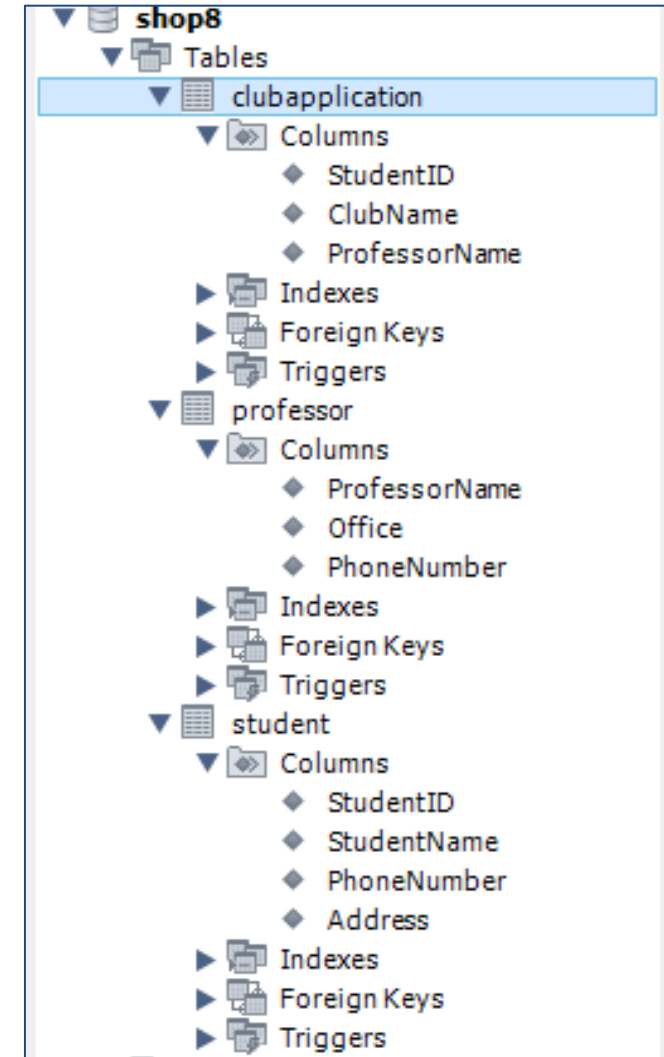 shop8
Tables
clubapplication
Columns
StudentID
ClubName
ProfessorName
Indexes
Foreign Keys
Triggers
professor
Columns
ProfessorName
Office
PhoneNumber
Indexes
Foreign Keys
Triggers
student
Columns
StudentID
StudentName
PhoneNumber
Address
Indexes
Foreign Keys
Triggers